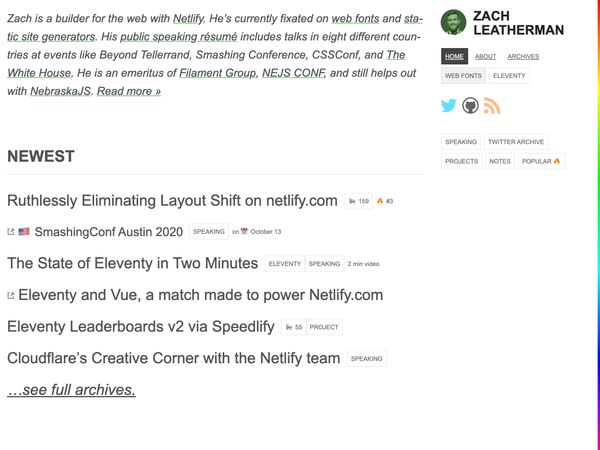 Zach is a builder for the web with Netlify. He’s currently fixated on web fonts and sta-
tic site generators. His public speaking résumé includes talks in eight different coun-
tries at events like Beyond Tellerrand, Smashing Conference, CSSConf, and The
White House. He is an emeritus of Filament Group, NEJS CONF, and still helps out
with NebraskaJS. Read more »
NEWEST
Ruthlessly Eliminating Layout Shift on netlify.com 159 🔥 #3
🇺🇸 SmashingConf Austin 2020 SPEAKING on 📅 October 13
The State of Eleventy in Two Minutes ELEVENTY SPEAKING 2 min video
Eleventy and Vue, a match made to power Netlify.com
Eleventy Leaderboards v2 via Speedlify 55 PROJECT
Cloudflare’s Creative Corner with the Netlify team SPEAKING
…see full archives.
ZACH
LEATHERMAN
HOME ABOUT ARCHIVES
WEB FONTS ELEVENTY
SPEAKING TWITTER ARCHIVE
PROJECTS NOTES POPULAR 🔥